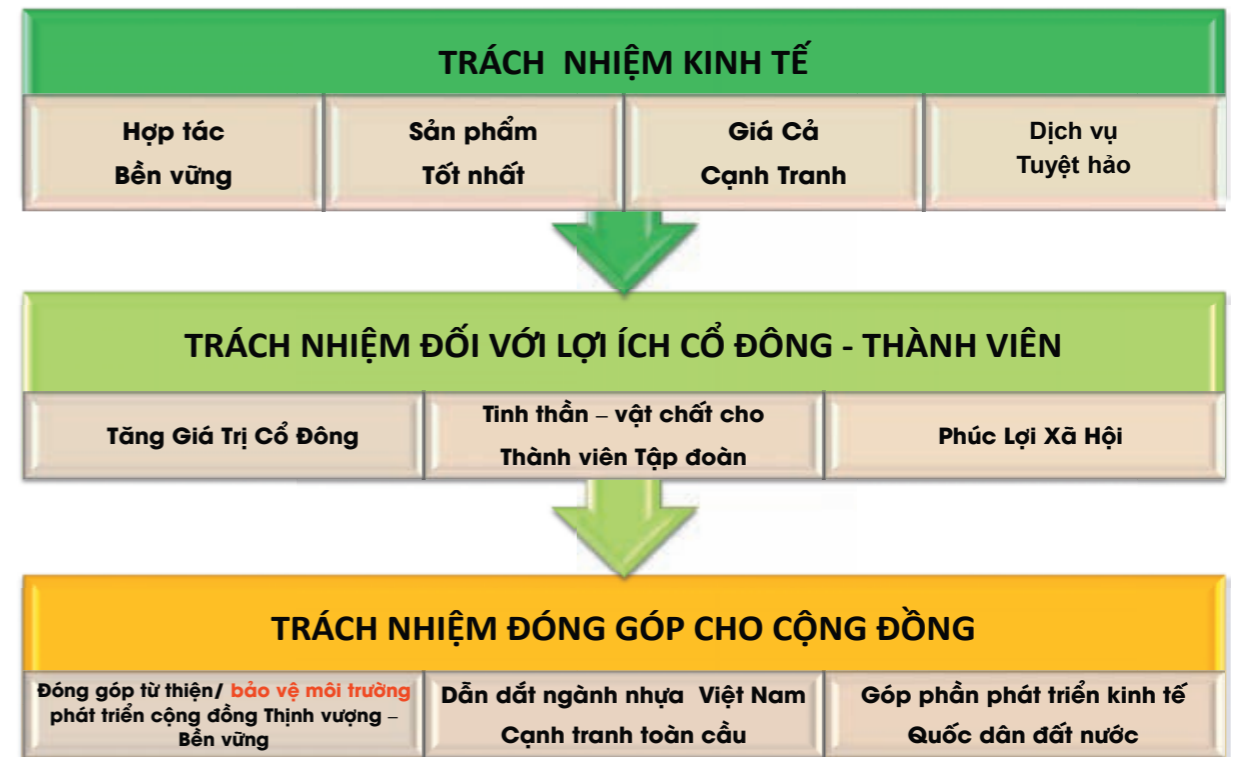 TRÁCH NHIỆM KINH TẾ
Hợp tác
Bền vững
Sản phẩm
Tốt nhất
Giá Cả
Cạnh Tranh
Dịch vụ
Tuyệt hảo
TRÁCH NHIỆM ĐỐI VỚI LỢI ÍCH CỔ ĐÔNG - THÀNH VIÊN
Tăng Giá Trị Cổ Đông
Tinh thần – vật chất cho
Thành viên Tập đoàn
Phúc Lợi Xã Hội
TRÁCH NHIỆM ĐÓNG GÓP CHO CỘNG ĐỒNG
Đóng góp từ thiện/ bảo vệ môi trường
phát triển cộng đồng Thịnh vượng –
Bền vững
Dẫn dắt ngành nhựa Việt Nam
Cạnh tranh toàn cầu
Góp phần phát triển kinh tế
Quốc dân đất nước